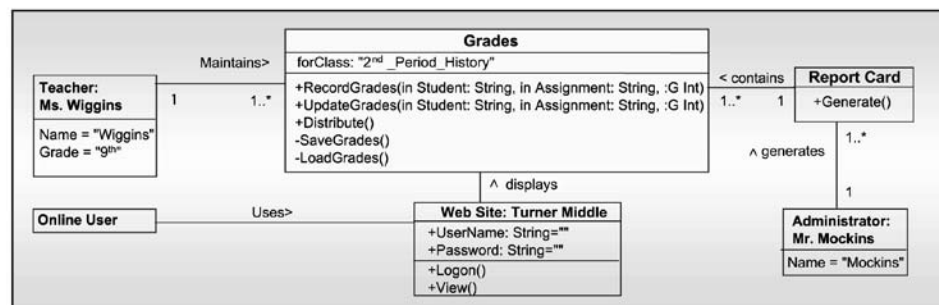 Grades
forClass: "2nd _Period_History"
+RecordGrades(in Student: String, in Assignment: String, :G Int)
+UpdateGrades(in Student: String, in Assignment: String, :G Int)
+Distribute()
-SaveGrades()
-LoadGrades()
Maintains>
1
1..*
Teacher:
Ms. Wiggins
Name = "Wiggins"
Grade = "9th"
< contains
1..*
1
Report Card
+Generate()
1..*
^ generates
1
Administrator:
Mr. Mockins
Name = "Mockins"
^ displays
Online User
Uses>
Web Site: Turner Middle
+UserName: String=""
+Password: String=""
+Logon()
+View()